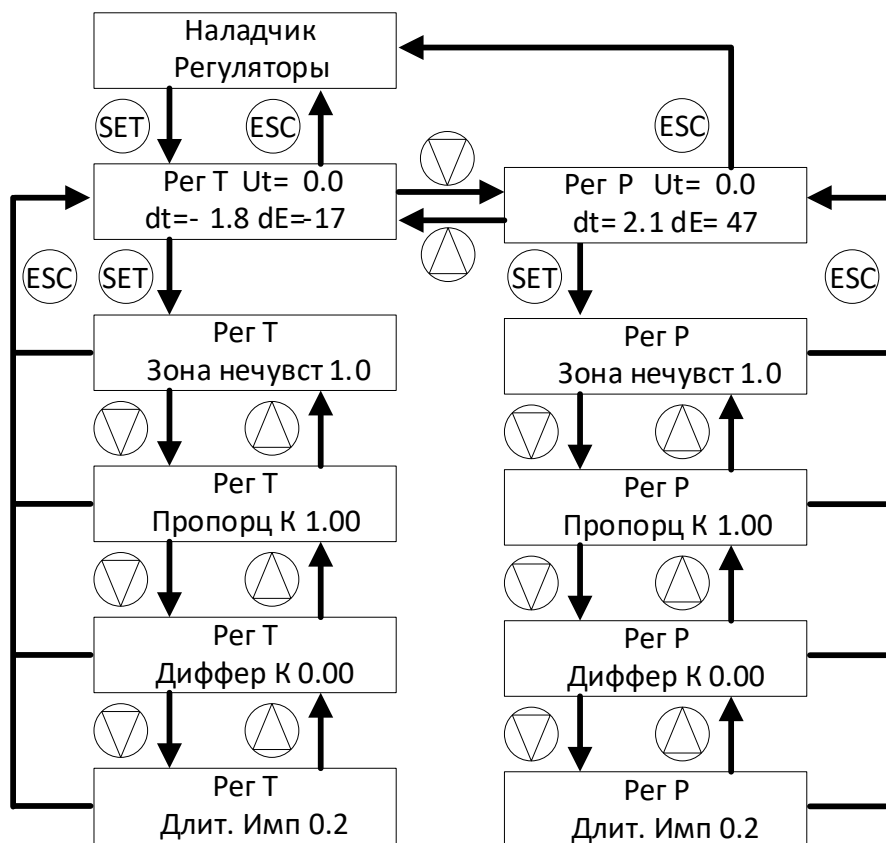 Наладчик
Регуляторы
SET
ESC
ESC
Рег Т Ut= 0.0
dt=- 1.8 dE=-17
Рег Р Ut= 0.0
dt= 2.1 dE= 47
ESC
SET
SET
ESC
Рег Т
Зона нечувст 1.0
Рег Р
Зона нечувст 1.0
Рег Т
Пропорц К 1.00
Рег Р
Пропорц К 1.00
Рег Т
Диффер К 0.00
Рег Р
Диффер К 0.00
Рег Т
Длит. Имп 0.2
Рег Р
Длит. Имп 0.2